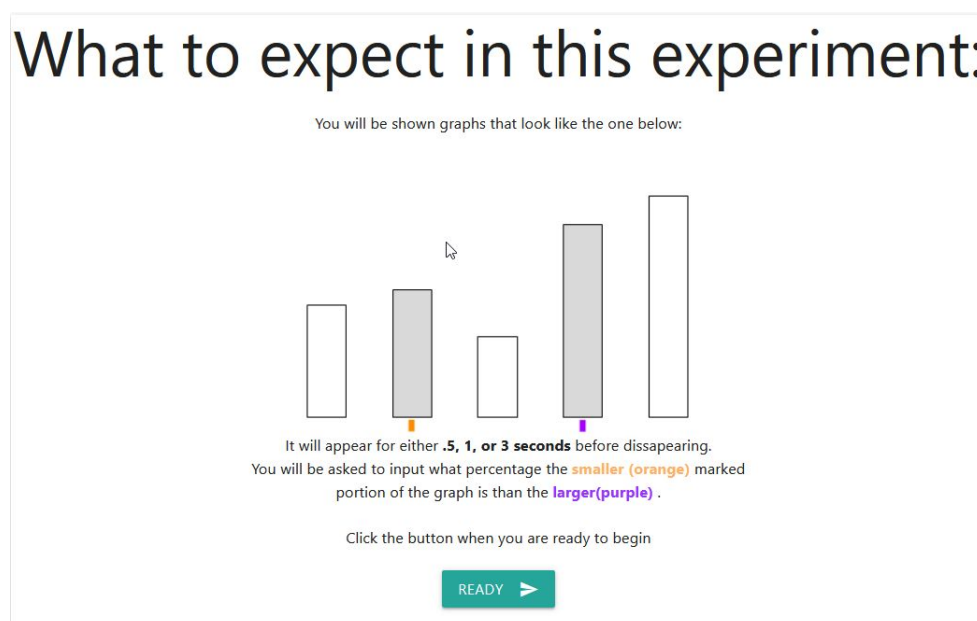 What to expect in this experiment:
You will be shown graphs that look like the one below:
It will appear for either .5, 1, or 3 seconds before dissapearing.
You will be asked to input what percentage the smaller (orange) marked
portion of the graph is than the larger(purple) .
Click the button when you are ready to begin
READY